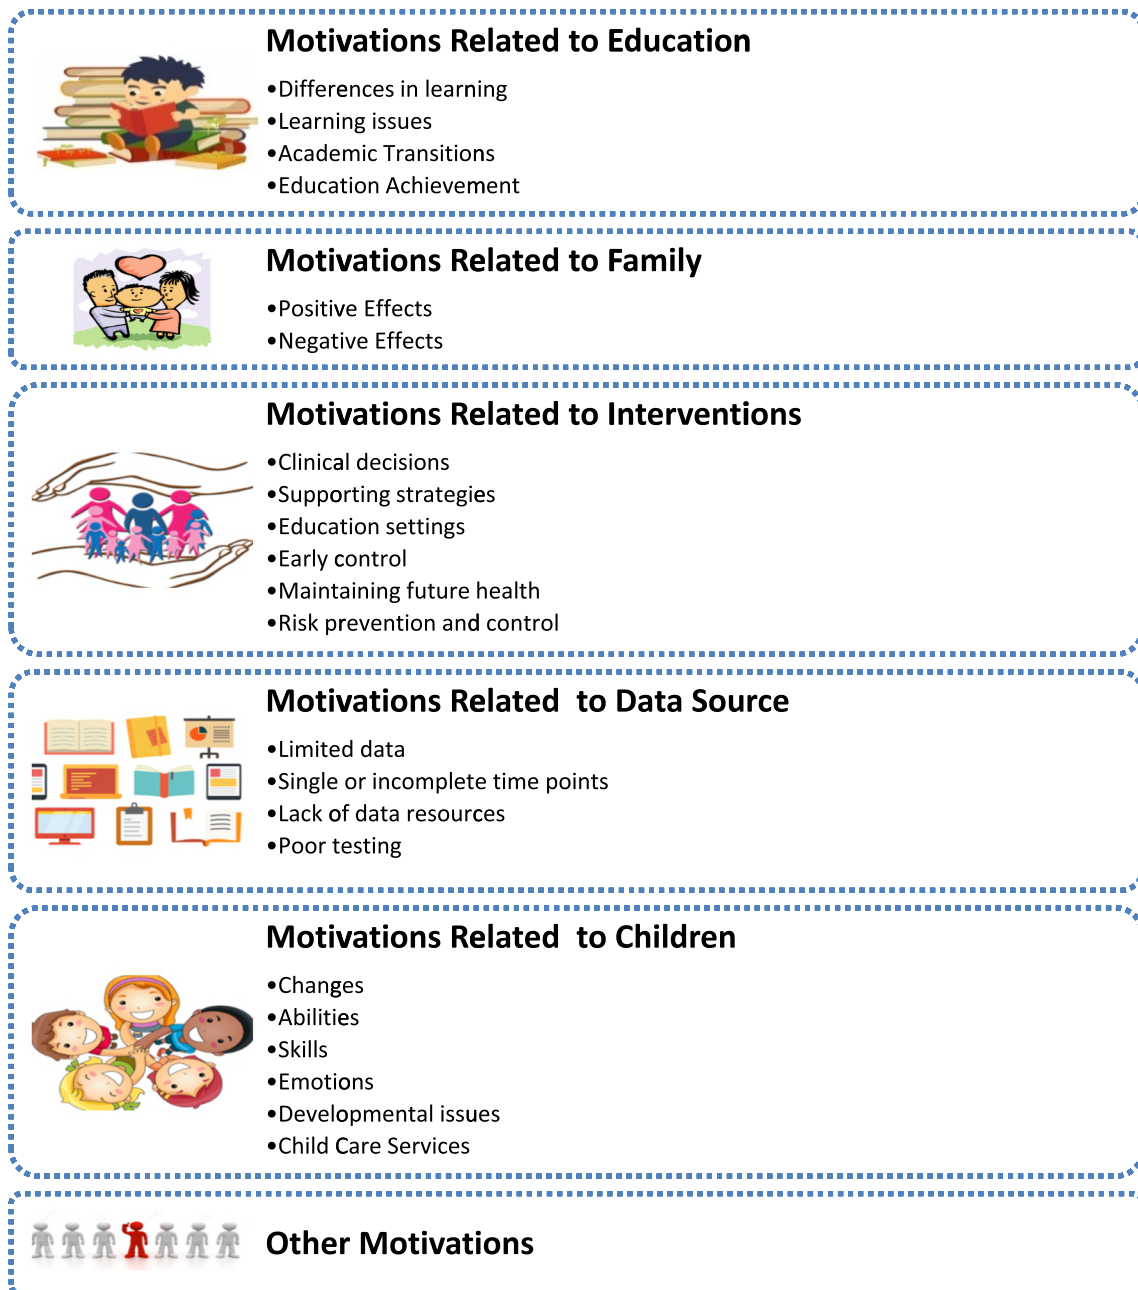 Motivations Related to Education
•Differences in learning
•Learning issues
•Academic Transitions
•Education Achievement
Motivations Related to Family
•Positive Effects
•Negative Effects
Motivations Related to Interventions
•Clinical decisions
•Supporting strategies
•Education settings
•Early control
•Maintaining future health
•Risk prevention and control
Motivations Related  to Data Source
•Limited data
•Single or incomplete time points
•Lack of data resources
•Poor testing
Motivations Related  to Children
•Changes
•Abilities
•Skills
•Emotions
•Developmental issues
•Child Care Services
Other Motivations